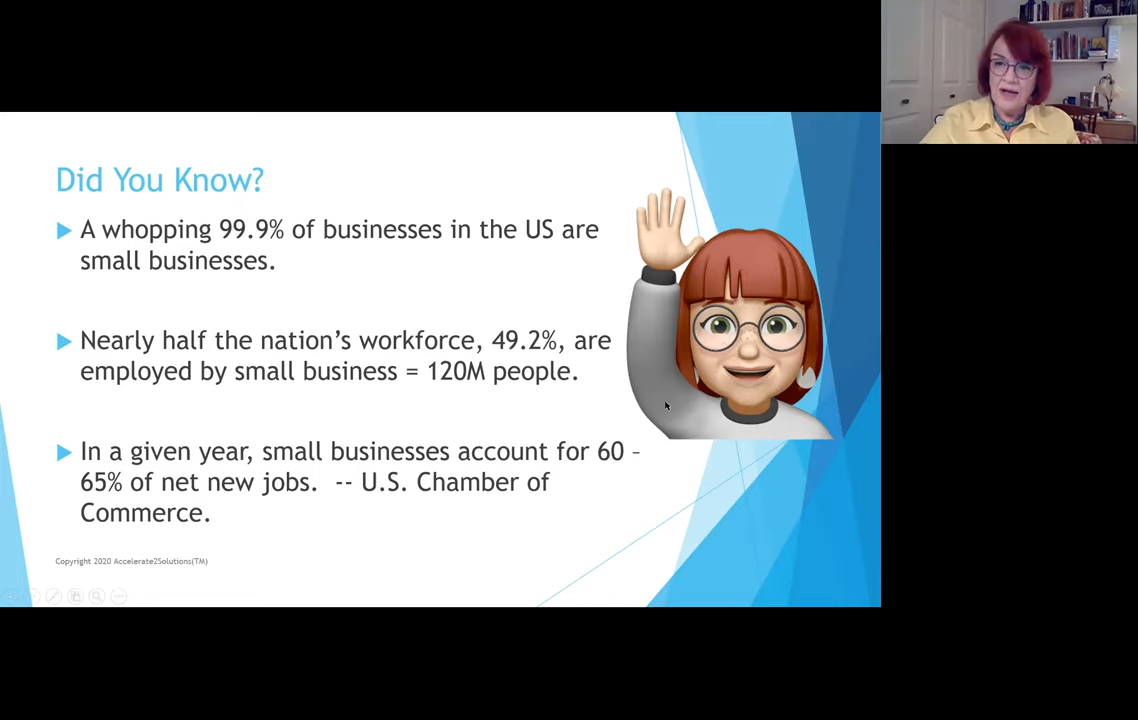 Did You Know?
A whopping 99.9% of businesses in the US are
small businesses.
Nearly half the nation’s workforce, 49.2%, are
employed by small business = 120M people.
In a given year, small businesses account for 60 –
65% of net new jobs.  -- U.S. Chamber of
Commerce.
Copyright 2020 Accelerate2Solutions(TM)